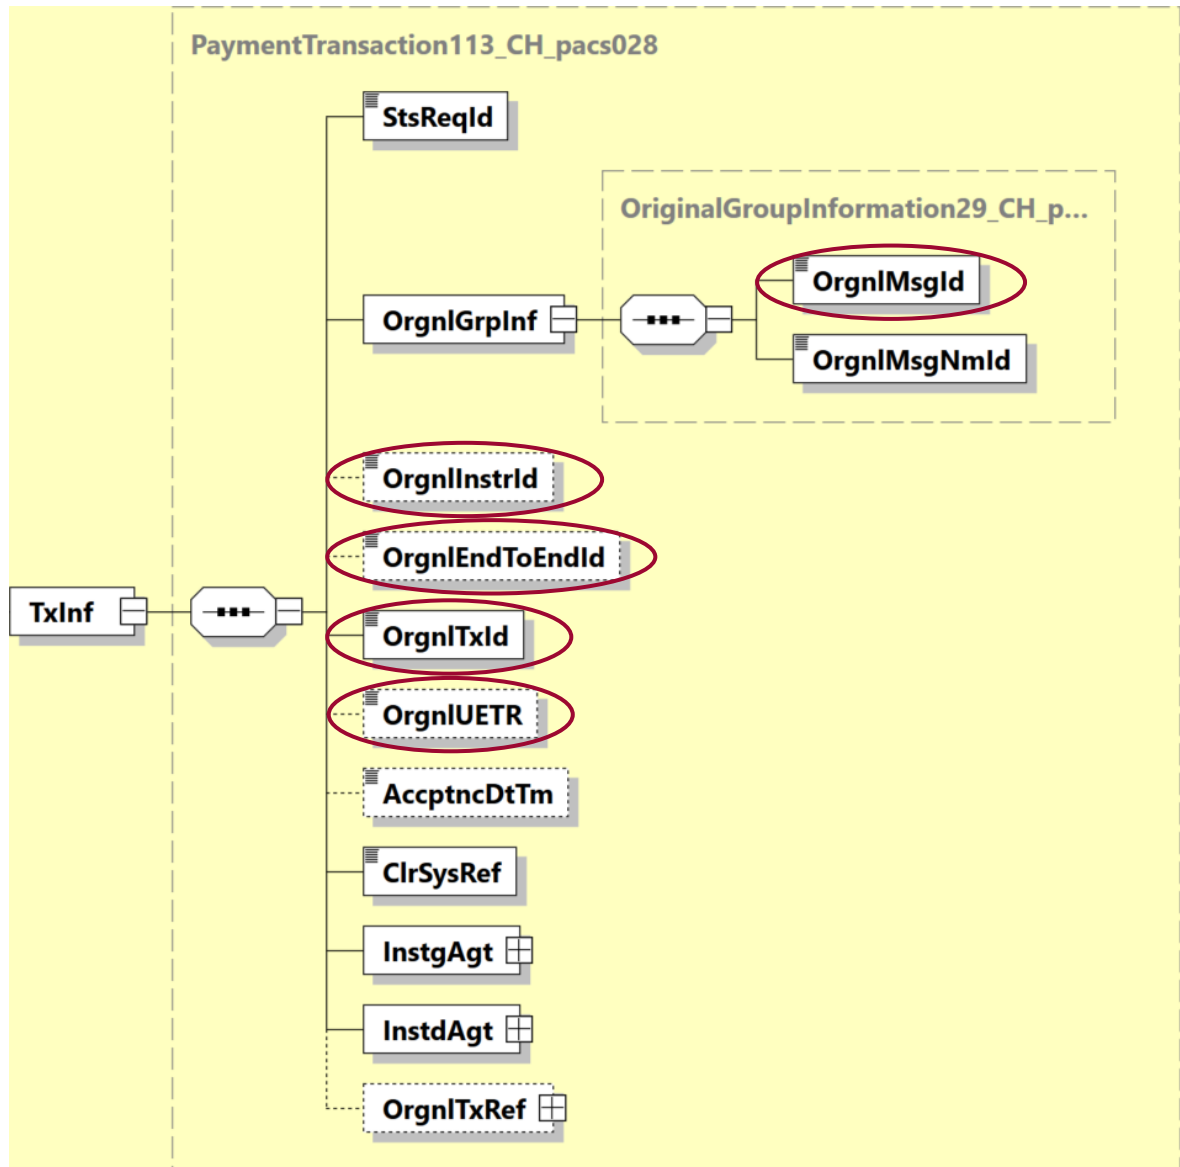 PaymentTransaction113_CH_pacs028
StsReqId
OriginalGroupInformation29_CH_p...
OrgnlMsgId
OrgnlGrpInf
OrgnlMsgNmId
OrgnlInstrId
OrgnlEndToEndId
TxInf
OrgnlTxId
OrgnlUETR
AccptncDtTm
ClrSysRef
InstgAgt
InstdAgt
OrgnlTxRef